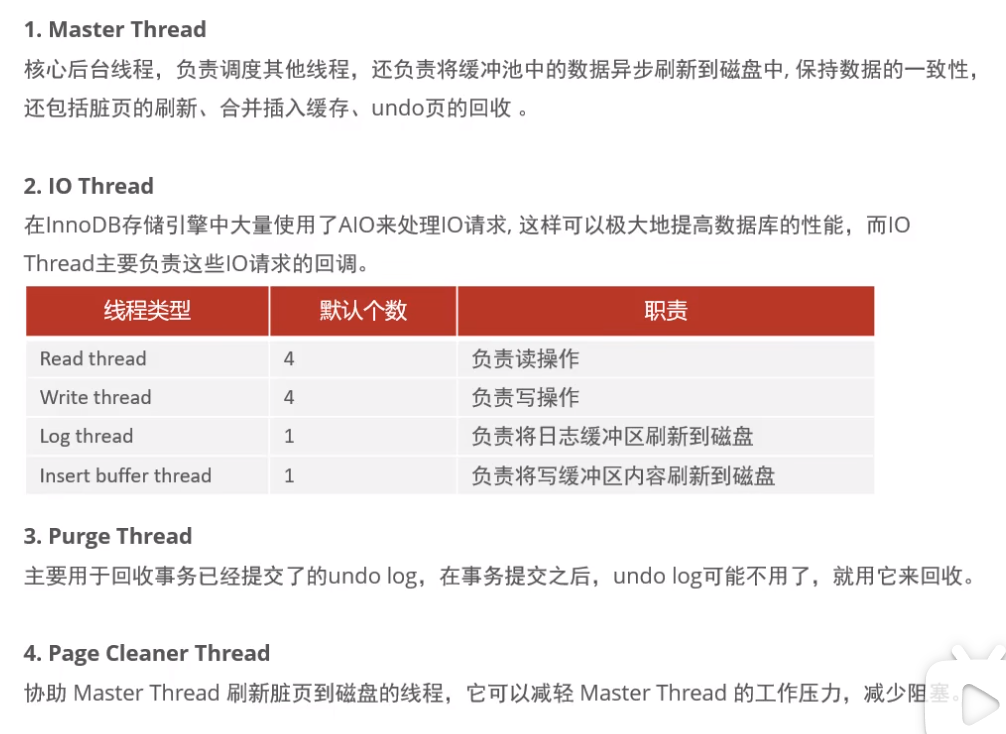 1. Master Thread
核心后台线程，负责调度其他线程，还负责将缓冲池中的数据异步刷新到磁盘中, 保持数据的一致性，
还包括脏页的刷新、合并插入缓存、undo页的回收 。
2. IO Thread
在InnoDB存储引擎中大量使用了AIO来处理IO请求, 这样可以极大地提高数据库的性能，而IO
Thread主要负责这些IO请求的回调。
线程类型 默认个数 职责
Read thread 4 负责读操作
Write thread 4 负责写操作
Log thread 1 负责将日志缓冲区刷新到磁盘
Insert buffer thread 1 负责将写缓冲区内容刷新到磁盘
3. Purge Thread
主要用于回收事务已经提交了的undo log，在事务提交之后，undo log可能不用了，就用它来回收。
4. Page Cleaner Thread
协助 Master Thread 刷新脏页到磁盘的线程，它可以减轻 Master Thread 的工作压力，减少阻塞。